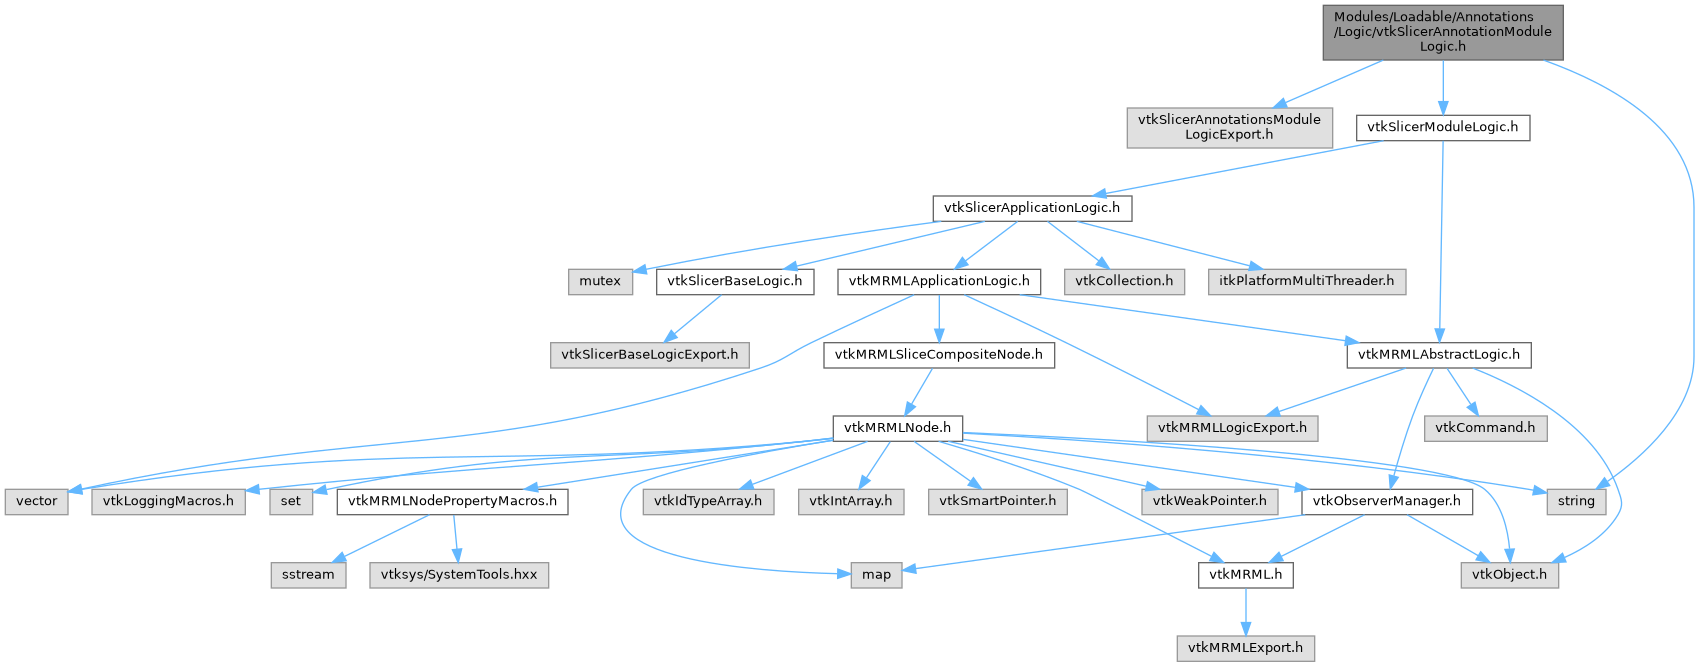 Modules/Loadable/Annotations
/Logic/vtkSlicerAnnotationModule
Logic.h
vtkSlicerAnnotationsModule
LogicExport.h
vtkSlicerModuleLogic.h
vtkSlicerApplicationLogic.h
mutex
vtkSlicerBaseLogic.h
vtkMRMLApplicationLogic.h
vtkCollection.h
itkPlatformMultiThreader.h
vtkSlicerBaseLogicExport.h
vtkMRMLSliceCompositeNode.h
vtkMRMLAbstractLogic.h
vtkMRMLNode.h
vtkMRMLLogicExport.h
vtkCommand.h
vector
vtkLoggingMacros.h
set
vtkMRMLNodePropertyMacros.h
vtkIdTypeArray.h
vtkIntArray.h
vtkSmartPointer.h
vtkWeakPointer.h
vtkObserverManager.h
string
sstream
vtksys/SystemTools.hxx
map
vtkMRML.h
vtkObject.h
vtkMRMLExport.h